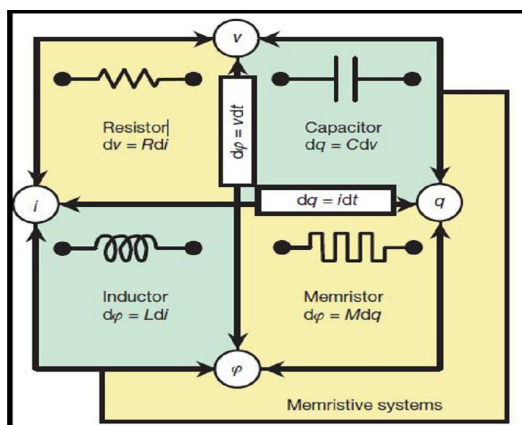 v
Resistor
dv = Rdi
dφ = vdt
Capacitor
dq = Cdv
i
dq = idt
q
Inductor
dφ = Ldi
Memristor
dφ = Mdq
φ
Memristive systems